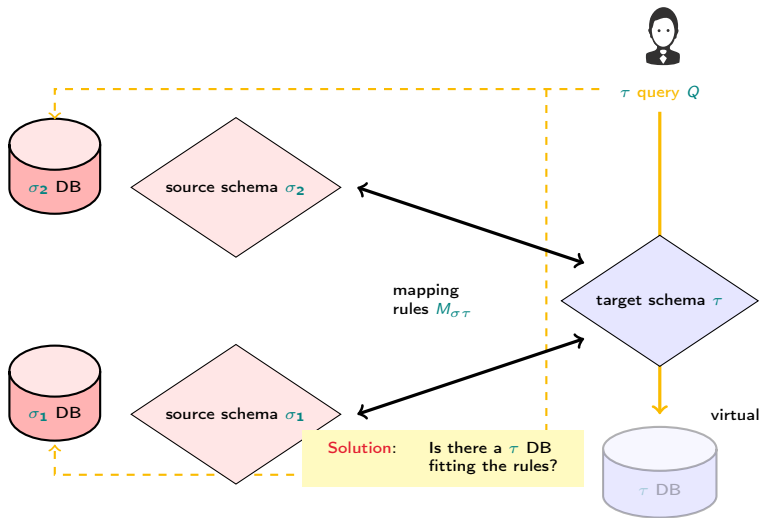 τ query Q
σ2 DB
source schema σ2
mapping
rules Mστ
target schema τ
σ1 DB
source schema σ1
virtual
Solution: Is there a τ DB
fitting the rules?
τ DB